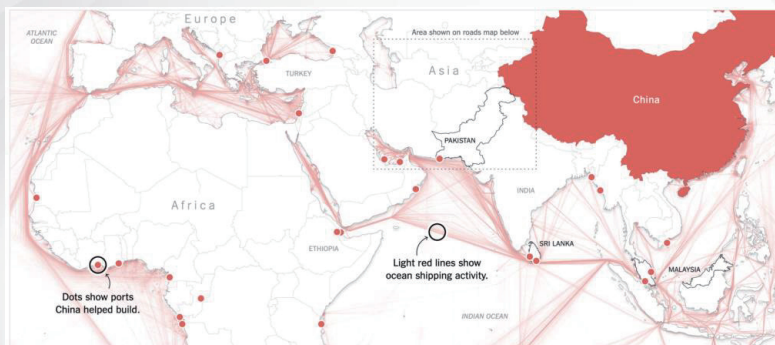 Europe
ATLANTIC
OCEAN
Area shown on roads map below
TURKEY
Asia
China
PAKISTAN
Africa
INDIA
ETHIOPIA
SRI LANKA
MALAYSIA
Light red lines show
ocean shipping activity.
Dots show ports
China helped build.
INDIAN OCEAN